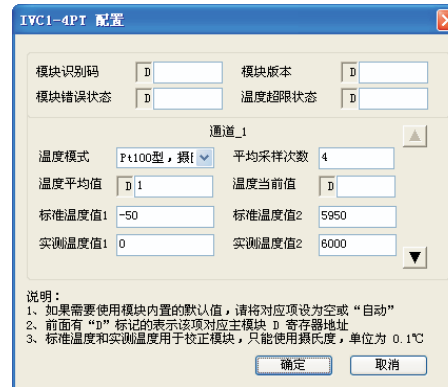 IVC1-4PT 配置
模块识别码 D 模块版本 D
模块错误状态 D 温度超限状态 D
通道_1
温度模式 Pt100型，摄 平均采样次数 4
温度平均值 D 1 温度当前值 D
标准温度值1 -50 标准温度值2 5950
实测温度值1 0 实测温度值2 6000
说明：
1、如果需要使用模块内置的默认值，请将对应项设为空或“自动”
2、前面有“D”标记的表示该项对应主模块 D 寄存器地址
3、标准温度和实测温度用于校正模块，只能使用摄氏度，单位为 0.1℃
确定 取消